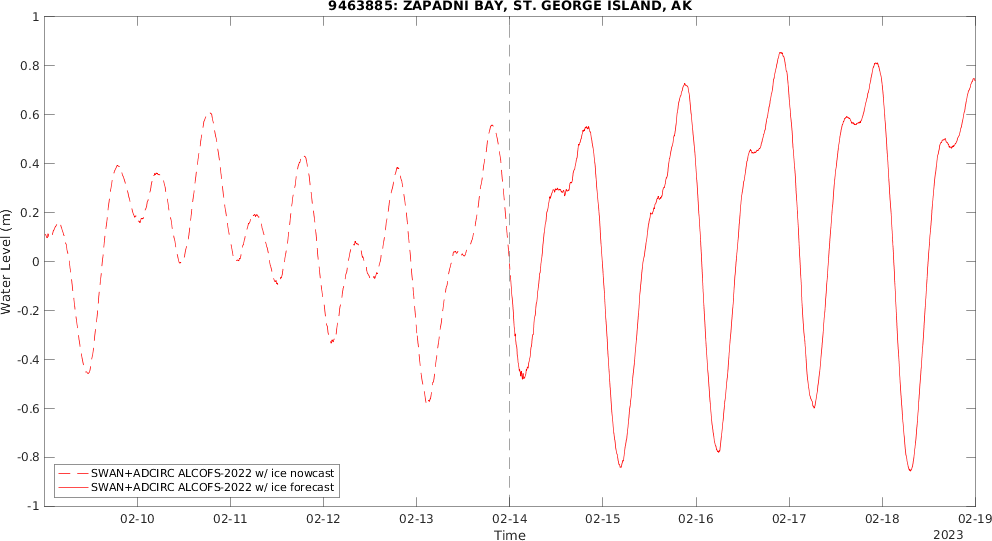 9463885: ZAPADNI BAY, ST. GEORGE ISLAND, AK
1
0.8
0.6
0.4
0.2
0
-0.2
-0.4
-0.6
-0.8
-1
Water Level (m)
SWAN+ADCIRC ALCOFS-2022 w/ ice nowcast
SWAN+ADCIRC ALCOFS-2022 w/ ice forecast
02-10 02-11 02-12 02-13 02-14 02-15 02-16 02-17 02-18 02-19
Time
2023